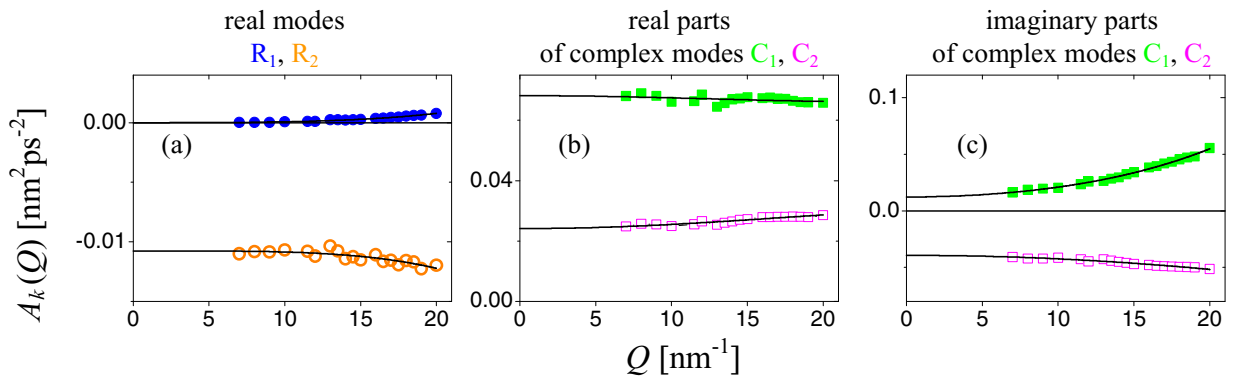 real modes
R₁, R₂
real parts
of complex modes C₁, C₂
imaginary parts
of complex modes C₁, C₂
A_k(Q) [nm²ps⁻²]
0.00
-0.01
(a)
0 5 10 15 20
0.04
0.00
(b)
0 5 10 15 20
0.1
0.0
(c)
0 5 10 15 20
Q [nm⁻¹]